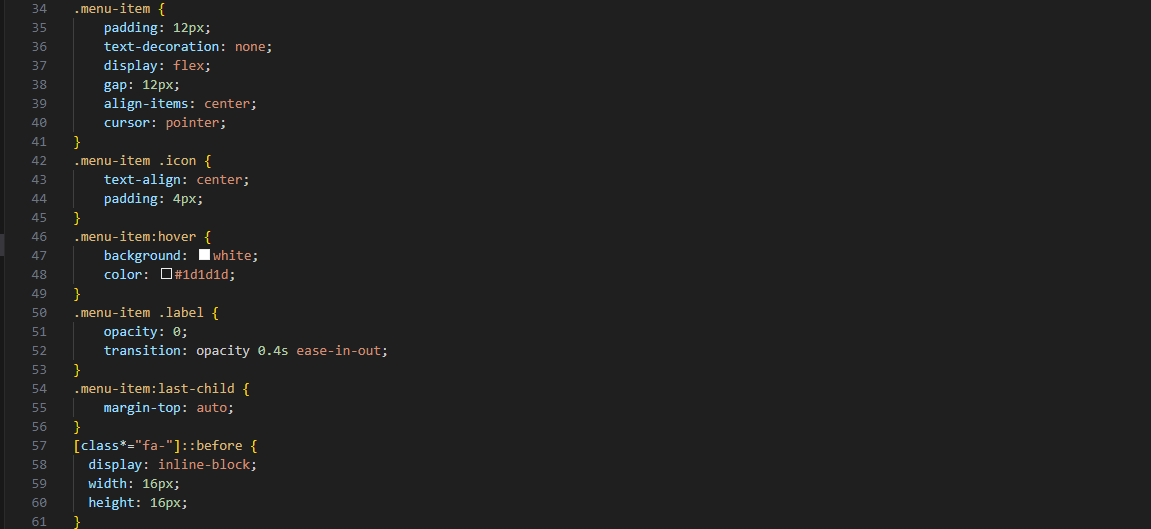 34 .menu-item {
35     padding: 12px;
36     text-decoration: none;
37     display: flex;
38     gap: 12px;
39     align-items: center;
40     cursor: pointer;
41 }
42 .menu-item .icon {
43     text-align: center;
44     padding: 4px;
45 }
46 .menu-item:hover {
47     background: white;
48     color: #1d1d1d;
49 }
50 .menu-item .label {
51     opacity: 0;
52     transition: opacity 0.4s ease-in-out;
53 }
54 .menu-item:last-child {
55     margin-top: auto;
56 }
57 [class*="fa-"]::before {
58   display: inline-block;
59   width: 16px;
60   height: 16px;
61 }